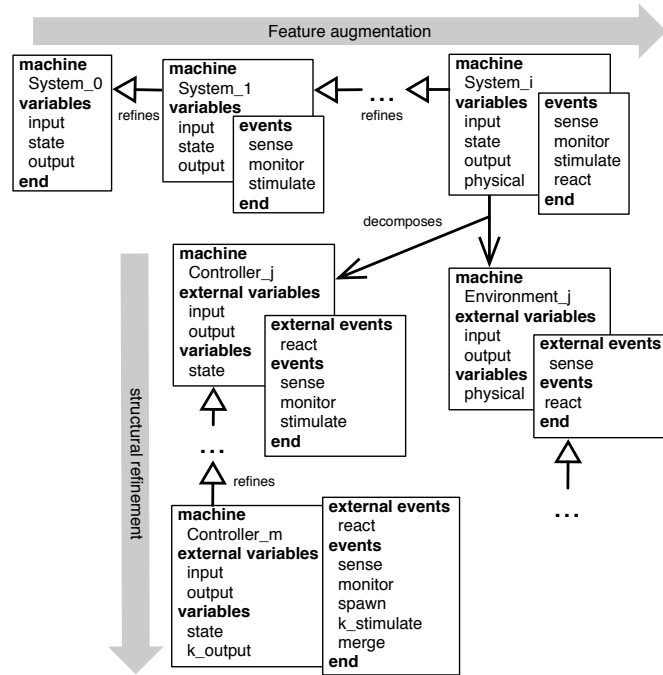 Feature augmentation
machine
System_0
variables
input
state
output
end
refines
machine
System_1
variables
input
state
output
events
sense
monitor
stimulate
end
...
refines
machine
System_i
variables
input
state
output
physical
events
sense
monitor
stimulate
react
end
decomposes
structural refinement
machine
Controller_j
external variables
input
output
variables
state
external events
react
events
sense
monitor
stimulate
end
machine
Environment_j
external variables
input
output
variables
physical
external events
sense
events
react
end
...
refines
...
machine
Controller_m
external variables
input
output
variables
state
k_output
external events
react
events
sense
monitor
spawn
k_stimulate
merge
end